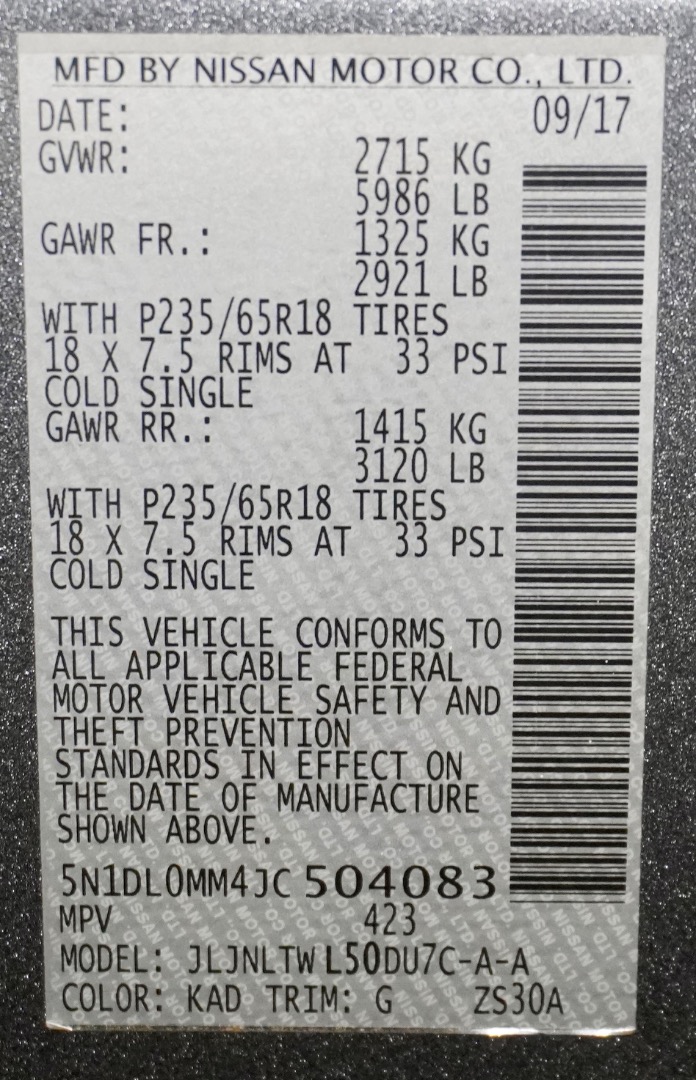 MFD BY NISSAN MOTOR CO., LTD.
DATE: 09/17
GVWR: 2715 KG
5986 LB
GAWR FR.: 1325 KG
2921 LB
WITH P235/65R18 TIRES
18 X 7.5 RIMS AT 33 PSI
COLD SINGLE
GAWR RR.: 1415 KG
3120 LB
WITH P235/65R18 TIRES
18 X 7.5 RIMS AT 33 PSI
COLD SINGLE
THIS VEHICLE CONFORMS TO
ALL APPLICABLE FEDERAL
MOTOR VEHICLE SAFETY AND
THEFT PREVENTION
STANDARDS IN EFFECT ON
THE DATE OF MANUFACTURE
SHOWN ABOVE.
5N1DL0MM4JC 504083
MPV 423
MODEL: JLJNLTW L50DU7C-A-A
COLOR: KAD TRIM: G ZS30A